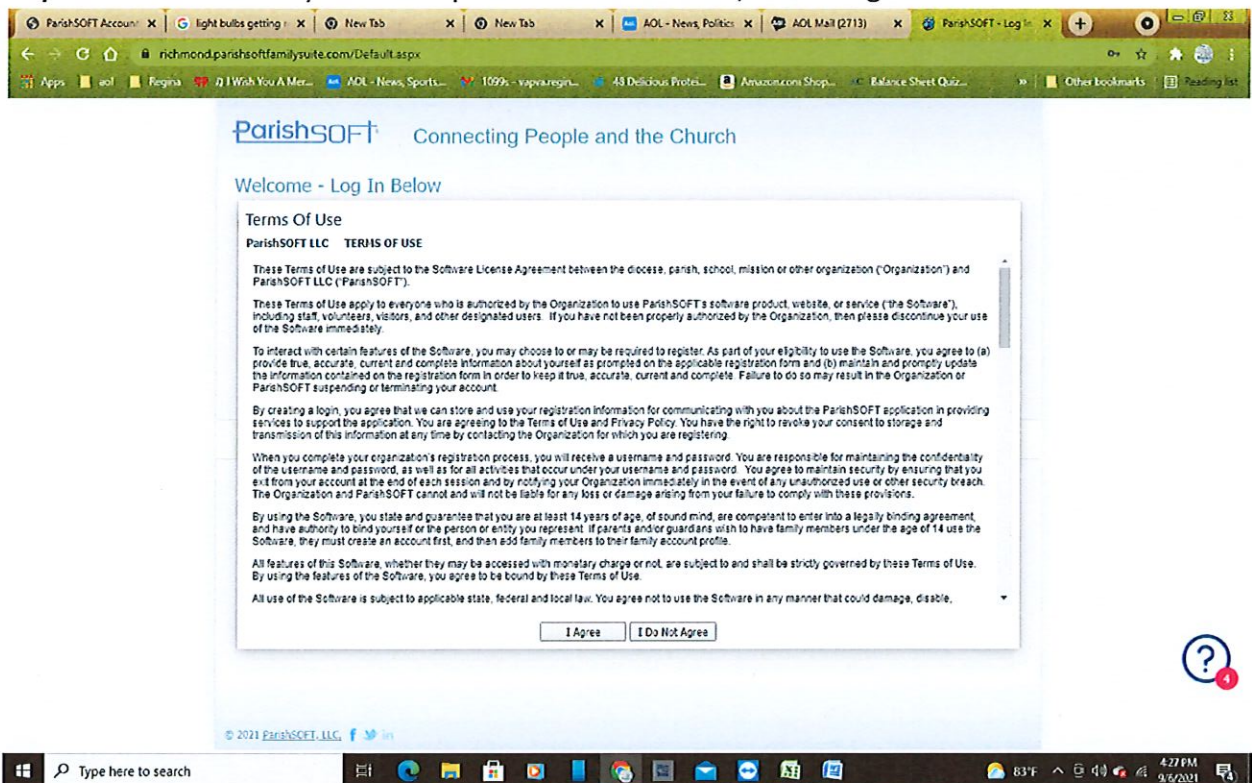 ParishSOFT Accoun
light bulbs getting
New Tab
New Tab
AOL - News, Politics
AOL Mail (2713)
ParishSOFT - Log In
richmond.parishsoftfamilysuite.com/Default.aspx
Apps aol Regina I Wish You A Mer... AOL - News, Sports... 1099s - vapva.regin... 48 Delicious Protei... Amazon.com Shop... Balance Sheet Quiz... » Other bookmarks Reading list
ParishSOFT Connecting People and the Church
Welcome - Log In Below
Terms Of Use
ParishSOFT LLC TERMS OF USE
These Terms of Use are subject to the Software License Agreement between the diocese, parish, school, mission or other organization ("Organization") and
ParishSOFT LLC ("ParishSOFT").
These Terms of Use apply to everyone who is authorized by the Organization to use ParishSOFT's software product, website, or service ("the Software"),
including staff, volunteers, visitors, and other designated users. If you have not been properly authorized by the Organization, then please discontinue your use
of the Software immediately.
To interact with certain features of the Software, you may choose to or may be required to register. As part of your eligibility to use the Software, you agree to (a)
provide true, accurate, current and complete information about yourself as prompted on the applicable registration form and (b) maintain and promptly update
the information contained on the registration form in order to keep it true, accurate, current and complete. Failure to do so may result in the Organization or
ParishSOFT suspending or terminating your account.
By creating a login, you agree that we can store and use your registration information for communicating with you about the ParishSOFT application in providing
services to support the application. You are agreeing to the Terms of Use and Privacy Policy. You have the right to revoke your consent to storage and
transmission of this information at any time by contacting the Organization for which you are registering.
When you complete your organization's registration process, you will receive a username and password. You are responsible for maintaining the confidentiality
of the username and password, as well as for all activities that occur under your username and password. You agree to maintain security by ensuring that you
exit from your account at the end of each session and by notifying your Organization immediately in the event of any unauthorized use or other security breach.
The Organization and ParishSOFT cannot and will not be liable for any loss or damage arising from your failure to comply with these provisions.
By using the Software, you state and guarantee that you are at least 14 years of age, of sound mind, are competent to enter into a legally binding agreement,
and have authority to bind yourself or the person or entity you represent. If parents and/or guardians wish to have family members under the age of 14 use the
Software, they must create an account first, and then add family members to their family account profile.
All features of this Software, whether they may be accessed with monetary charge or not, are subject to and shall be strictly governed by these Terms of Use.
By using the features of the Software, you agree to be bound by these Terms of Use.
All use of the Software is subject to applicable state, federal and local law. You agree not to use the Software in any manner that could damage, disable,
I Agree I Do Not Agree
? 4
© 2021 ParishSOFT, LLC.
Type here to search
83°F
4:27 PM
9/6/2021